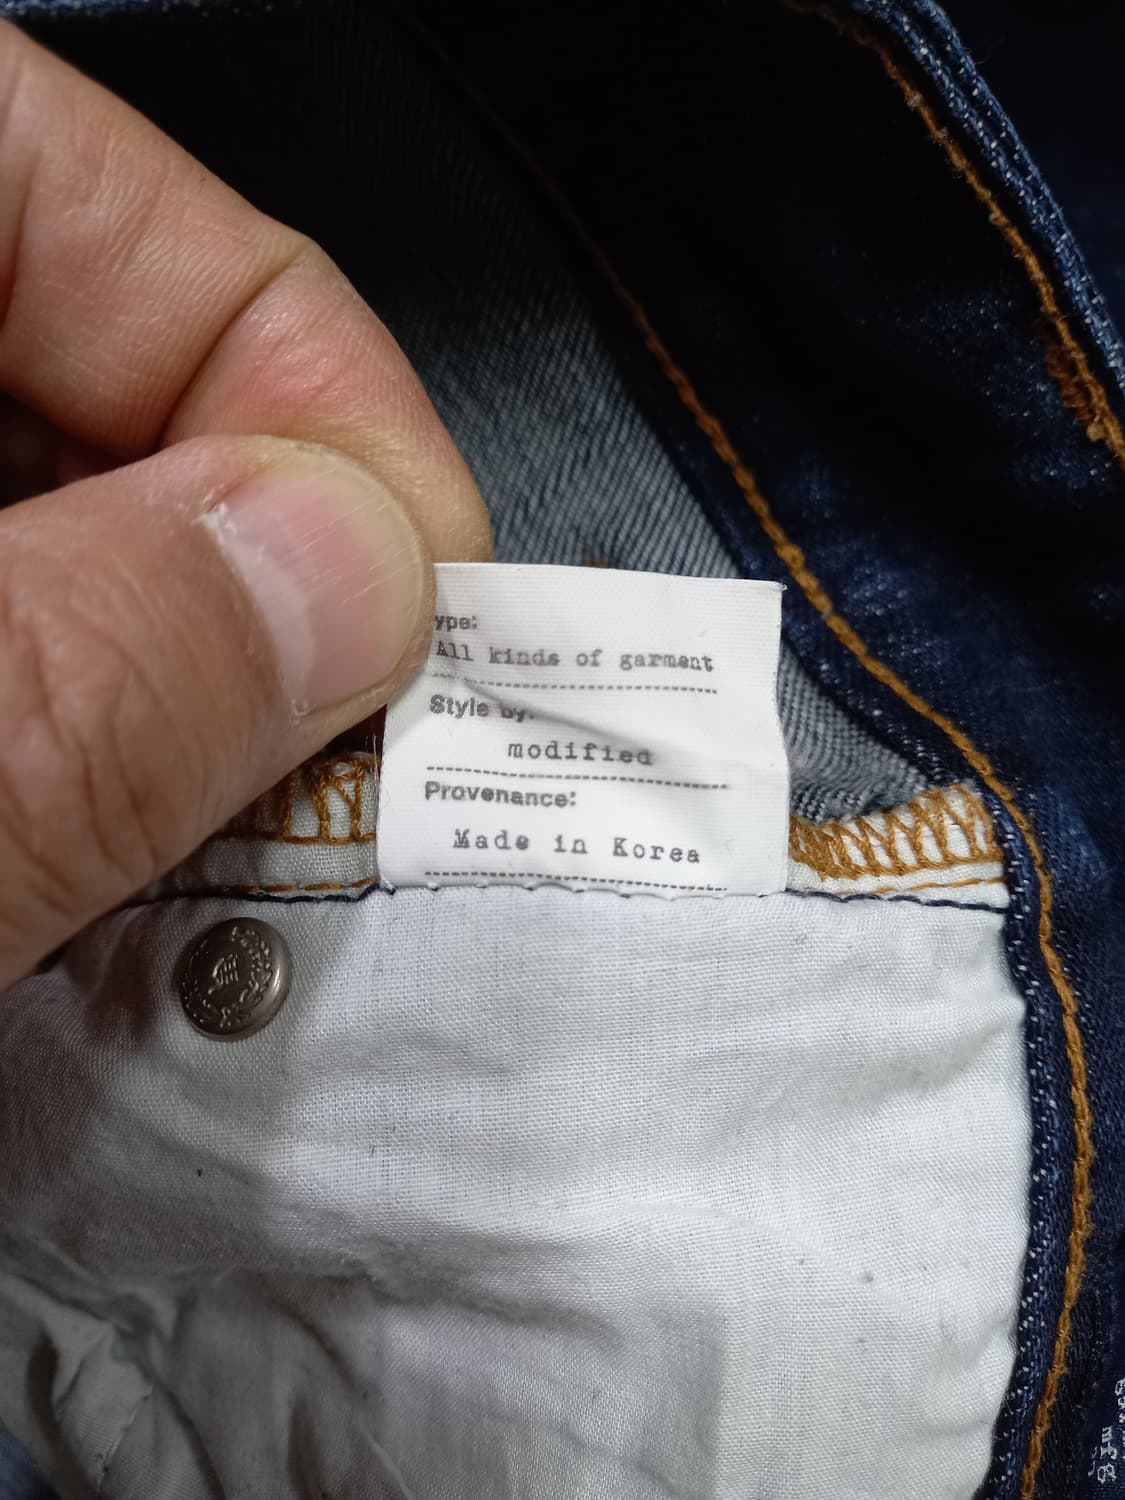 ype:
All kinds of garment
Style by:
modified
Provenance:
Made in Korea